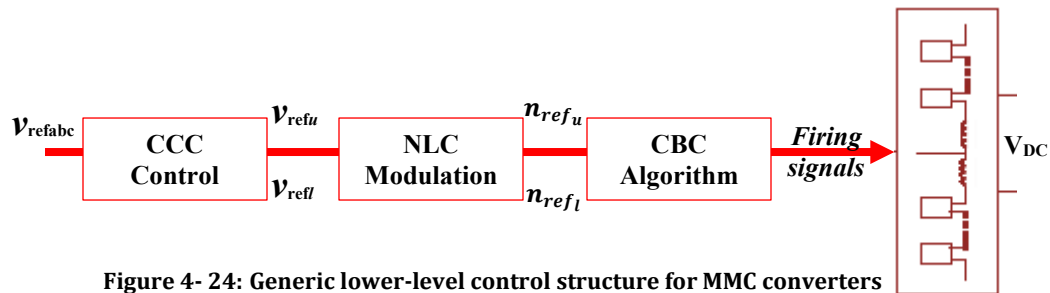 v_refabc
CCC
Control
v_refu
v_refl
NLC
Modulation
n_ref_u
n_ref_l
CBC
Algorithm
Firing
signals
V_DC
Figure 4- 24: Generic lower-level control structure for MMC converters